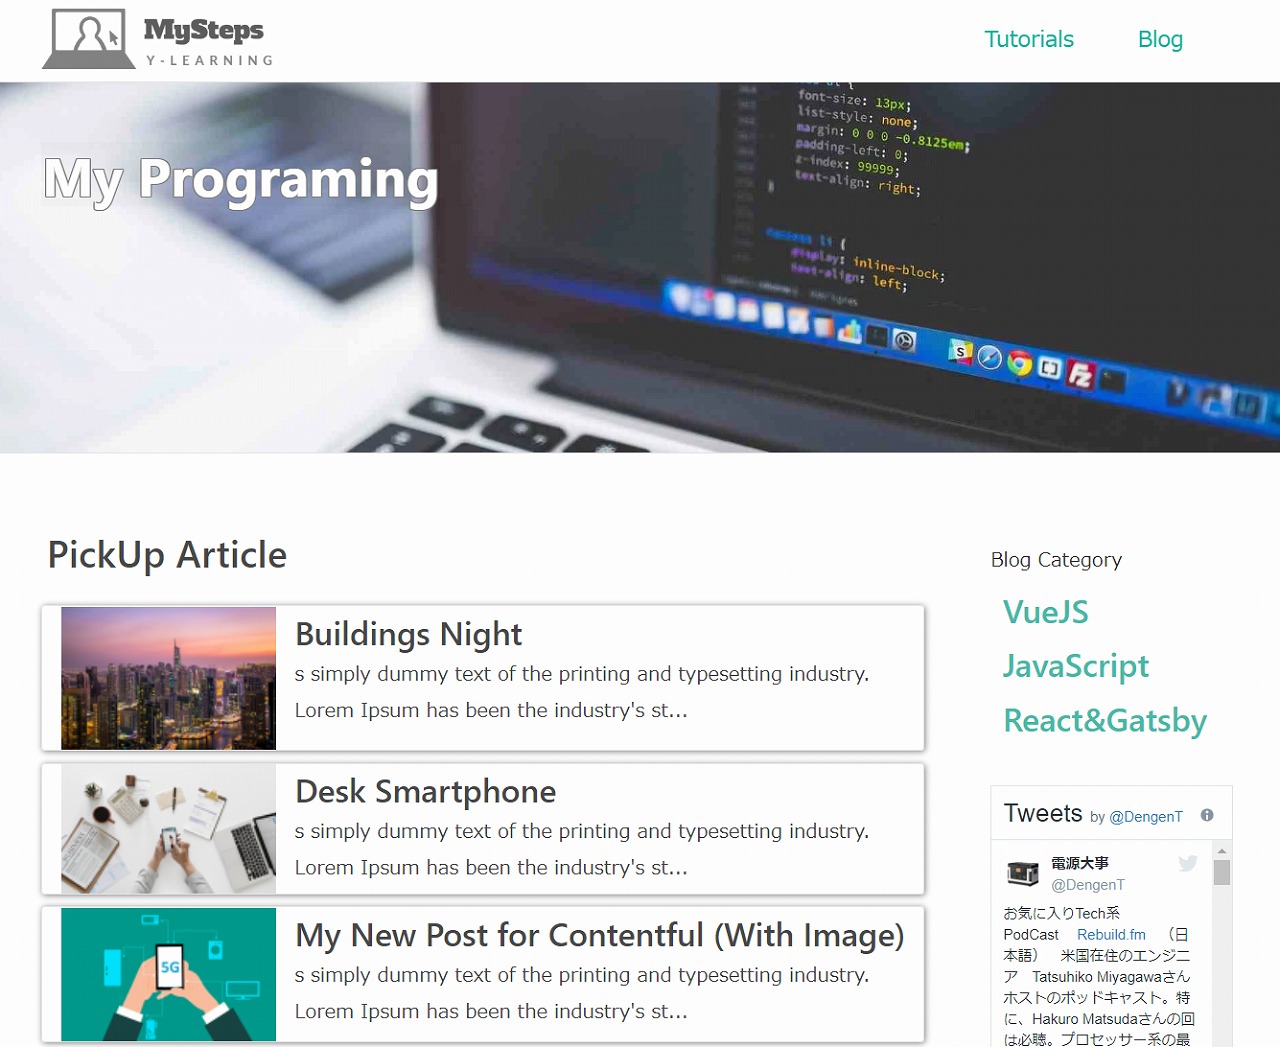 MySteps
Y-LEARNING
Tutorials
Blog
font-size: 13px;
list-style: none;
margin: 0 0 0 -0.8125em;
padding-left: 0;
z-index: 99999;
text-align: right;
}
display: inline-block;
text-align: left;
My Programing
PickUp Article
Buildings Night
s simply dummy text of the printing and typesetting industry.
Lorem Ipsum has been the industry's st...
Desk Smartphone
s simply dummy text of the printing and typesetting industry.
Lorem Ipsum has been the industry's st...
5G
My New Post for Contentful (With Image)
s simply dummy text of the printing and typesetting industry.
Lorem Ipsum has been the industry's st...
Blog Category
VueJS
JavaScript
React&Gatsby
Tweets by @DengenT
電源大事
@DengenT
お気に入りTech系
PodCast Rebuild.fm （日
本語） 米国在住のエンジニ
ア Tatsuhiko Miyagawaさん
ホストのポッドキャスト。特
に、Hakuro Matsudaさんの回
は必聴。プロセッサー系の最